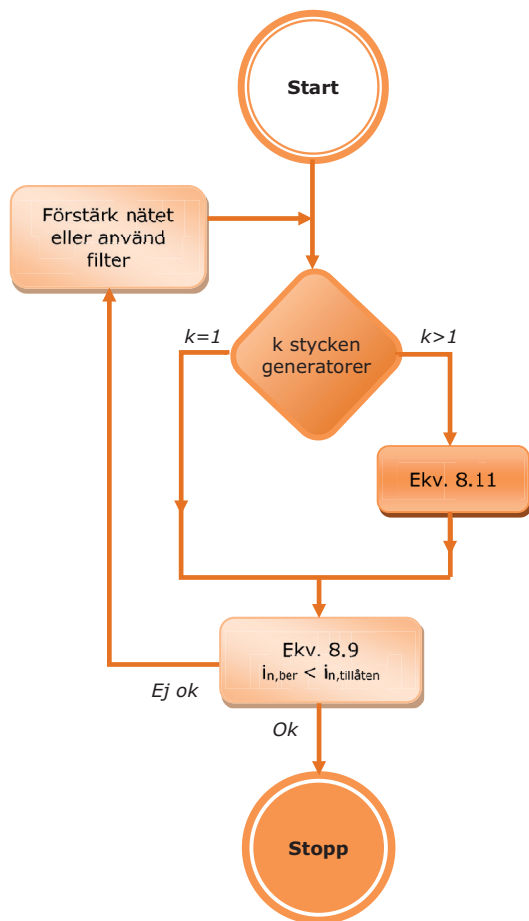 Start
Förstärk nätet
eller använd
filter
k=1
k stycken
generatorer
k>1
Ekv. 8.11
Ekv. 8.9
in,ber < in,tillåten
Ej ok
Ok
Stopp